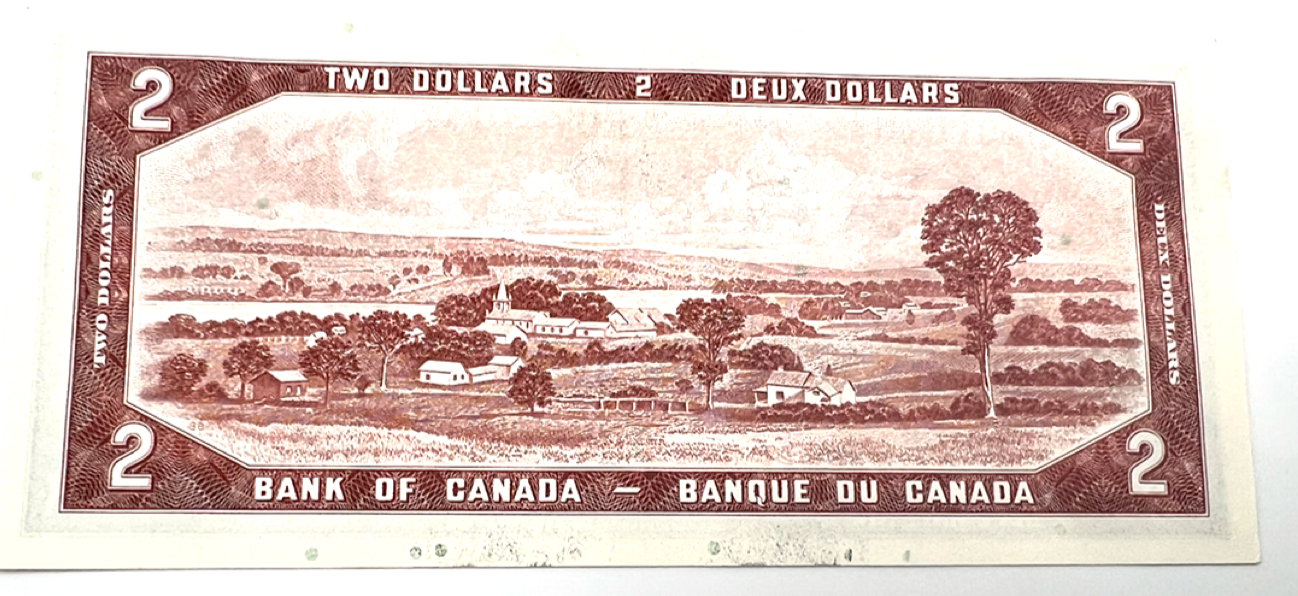 2 TWO DOLLARS 2 DEUX DOLLARS 2
TWO DOLLARS
DEUX DOLLARS
2 BANK OF CANADA – BANQUE DU CANADA 2